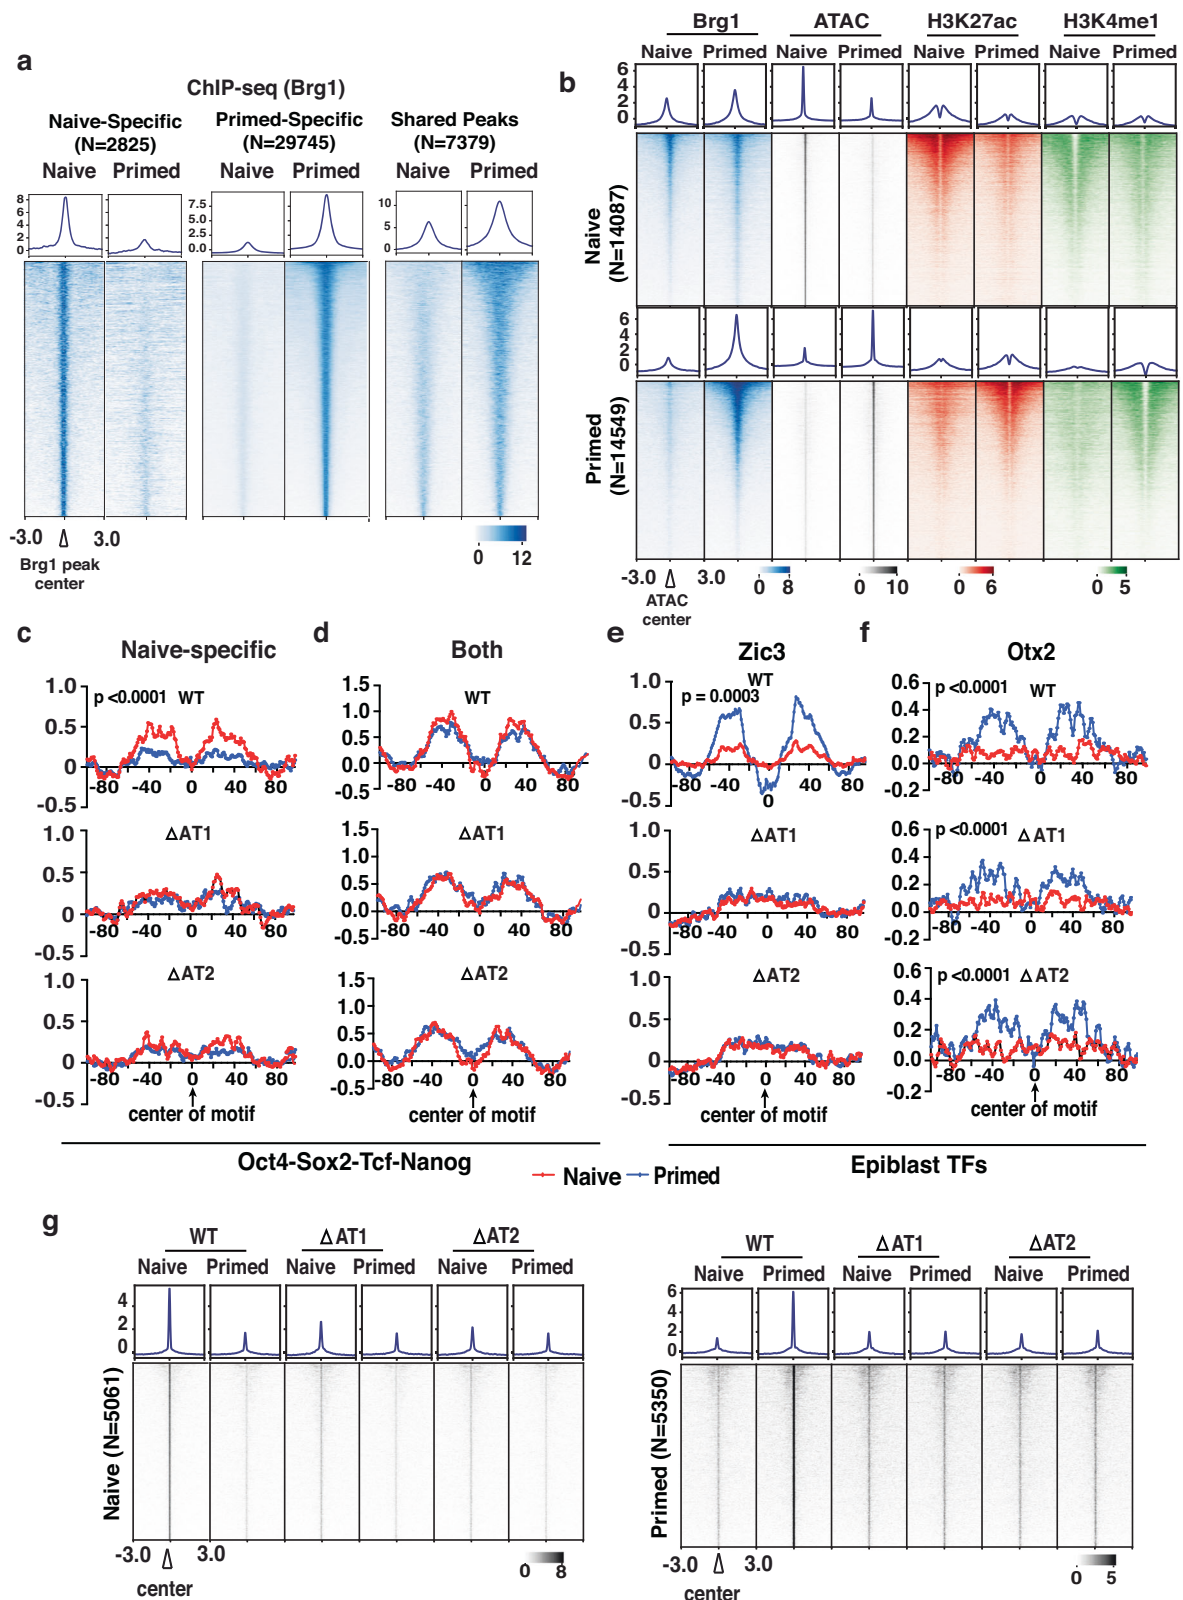 a
ChIP-seq (Brg1)
Naive-Specific
(N=2825)
Primed-Specific
(N=29745)
Shared Peaks
(N=7379)
Naive Primed Naive Primed Naive Primed
8
6
4
2
0
7.5
5.0
2.5
0.0
10
5
0
-3.0 3.0
Brg1 peak
center
0 12
b
Brg1 ATAC H3K27ac H3K4me1
Naive Primed Naive Primed Naive Primed Naive Primed
6
4
2
0
Naive
(N=14087)
6
4
2
0
Primed
(N=14549)
-3.0 3.0
ATAC
center
0 8
0 10
0 6
0 5
c
Naive-specific
p <0.0001 WT
1.0
0.5
0
-0.5
-80 -40 0 40 80
ΔAT1
1.0
0.5
0
-0.5
-80 -40 0 40 80
ΔAT2
1.0
0.5
0
-0.5
-80 -40 0 40 80
center of motif
d
Both
WT
1.5
1.0
0.5
0.0
-0.5
-80 -40 0 40 80
ΔAT1
1.5
1.0
0.5
0.0
-0.5
-80 -40 0 40 80
ΔAT2
1.5
1.0
0.5
0.0
-0.5
-80 -40 0 40 80
center of motif
Oct4-Sox2-Tcf-Nanog
e
Zic3
WT
p = 0.0003
1.0
0.5
0
-0.5
-80 -40 0 40 80
ΔAT1
1.0
0.5
0
-0.5
-80 -40 0 40 80
ΔAT2
1.0
0.5
0
-0.5
-80 -40 0 40 80
center of motif
f
Otx2
p <0.0001 WT
0.6
0.4
0.2
0.0
-0.2
-80 -40 0 40 80
p <0.0001 ΔAT1
0.6
0.4
0.2
0.0
-0.2
-80 -40 0 40 80
p <0.0001 ΔAT2
0.6
0.4
0.2
0.0
-0.2
-80 -40 0 40 80
center of motif
Epiblast TFs
Naive Primed
g
WT ΔAT1 ΔAT2
Naive Primed Naive Primed Naive Primed
4
2
0
Naive (N=5061)
-3.0 3.0
center
0 8
WT ΔAT1 ΔAT2
Naive Primed Naive Primed Naive Primed
6
4
2
0
Primed (N=5350)
-3.0 3.0
center
0 5